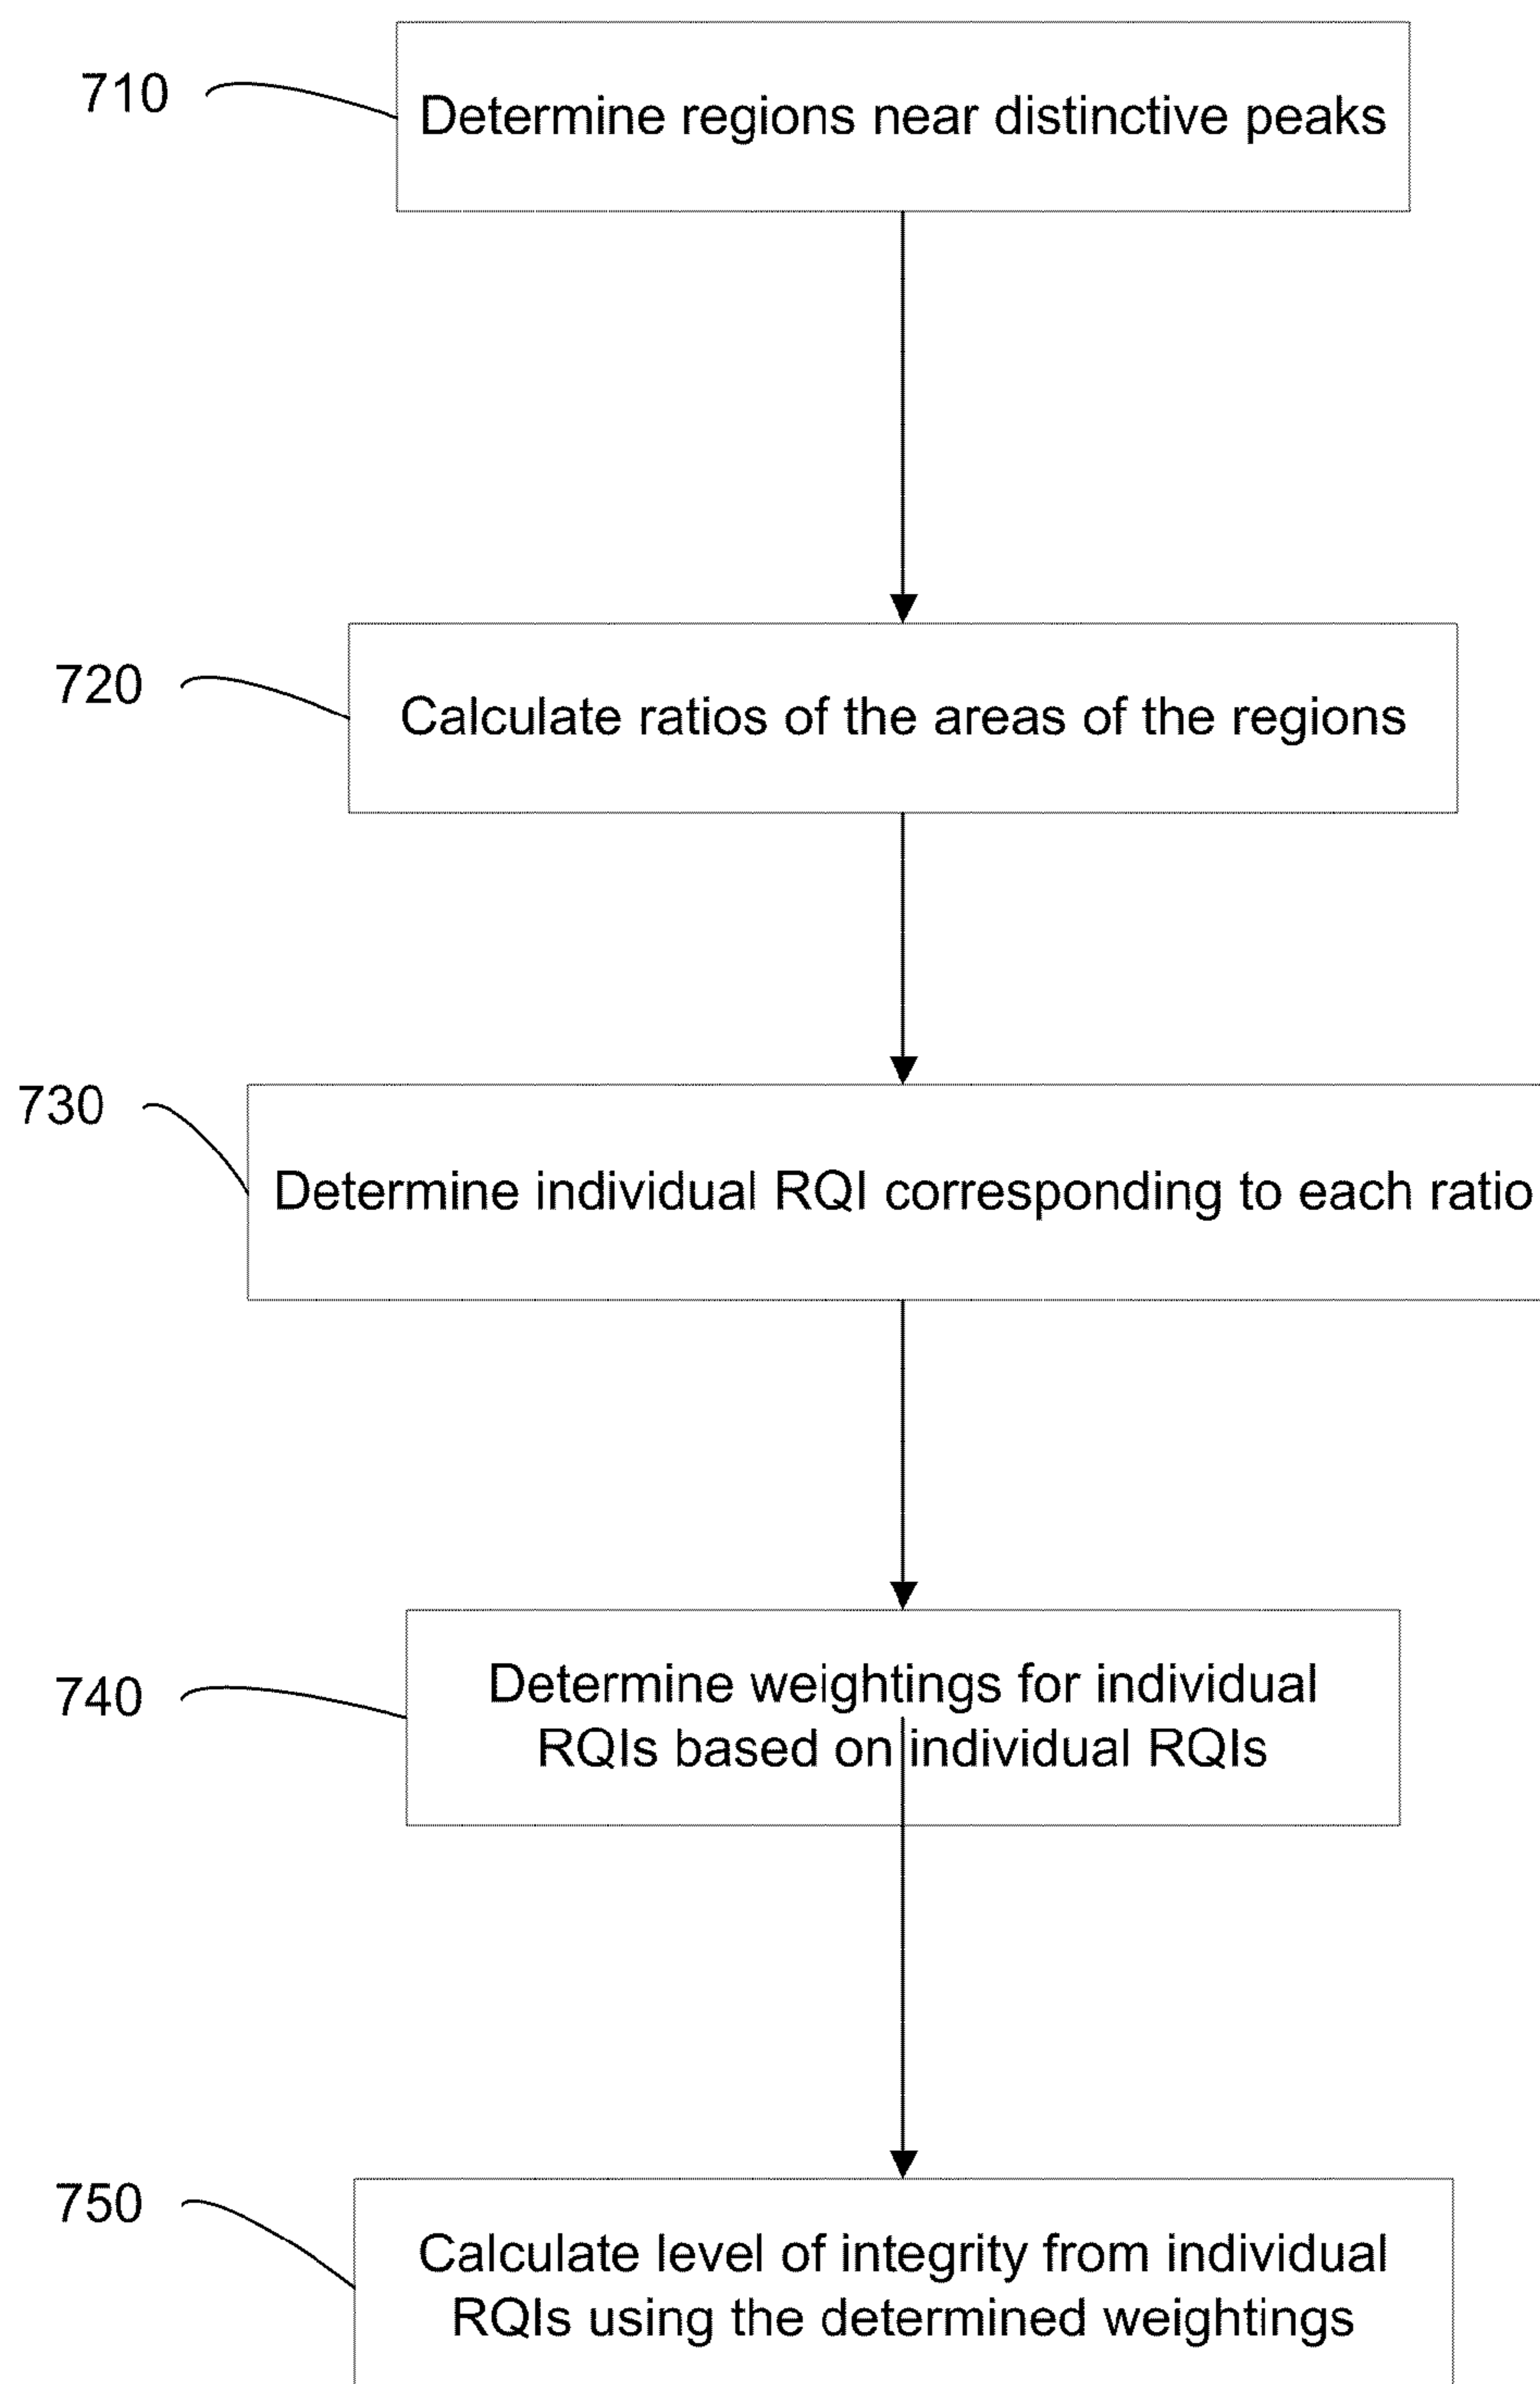 710
Determine regions near distinctive peaks
720
Calculate ratios of the areas of the regions
730
Determine individual RQI corresponding to each ratio
740
Determine weightings for individual
RQIs based on individual RQIs
750
Calculate level of integrity from individual
RQIs using the determined weightings